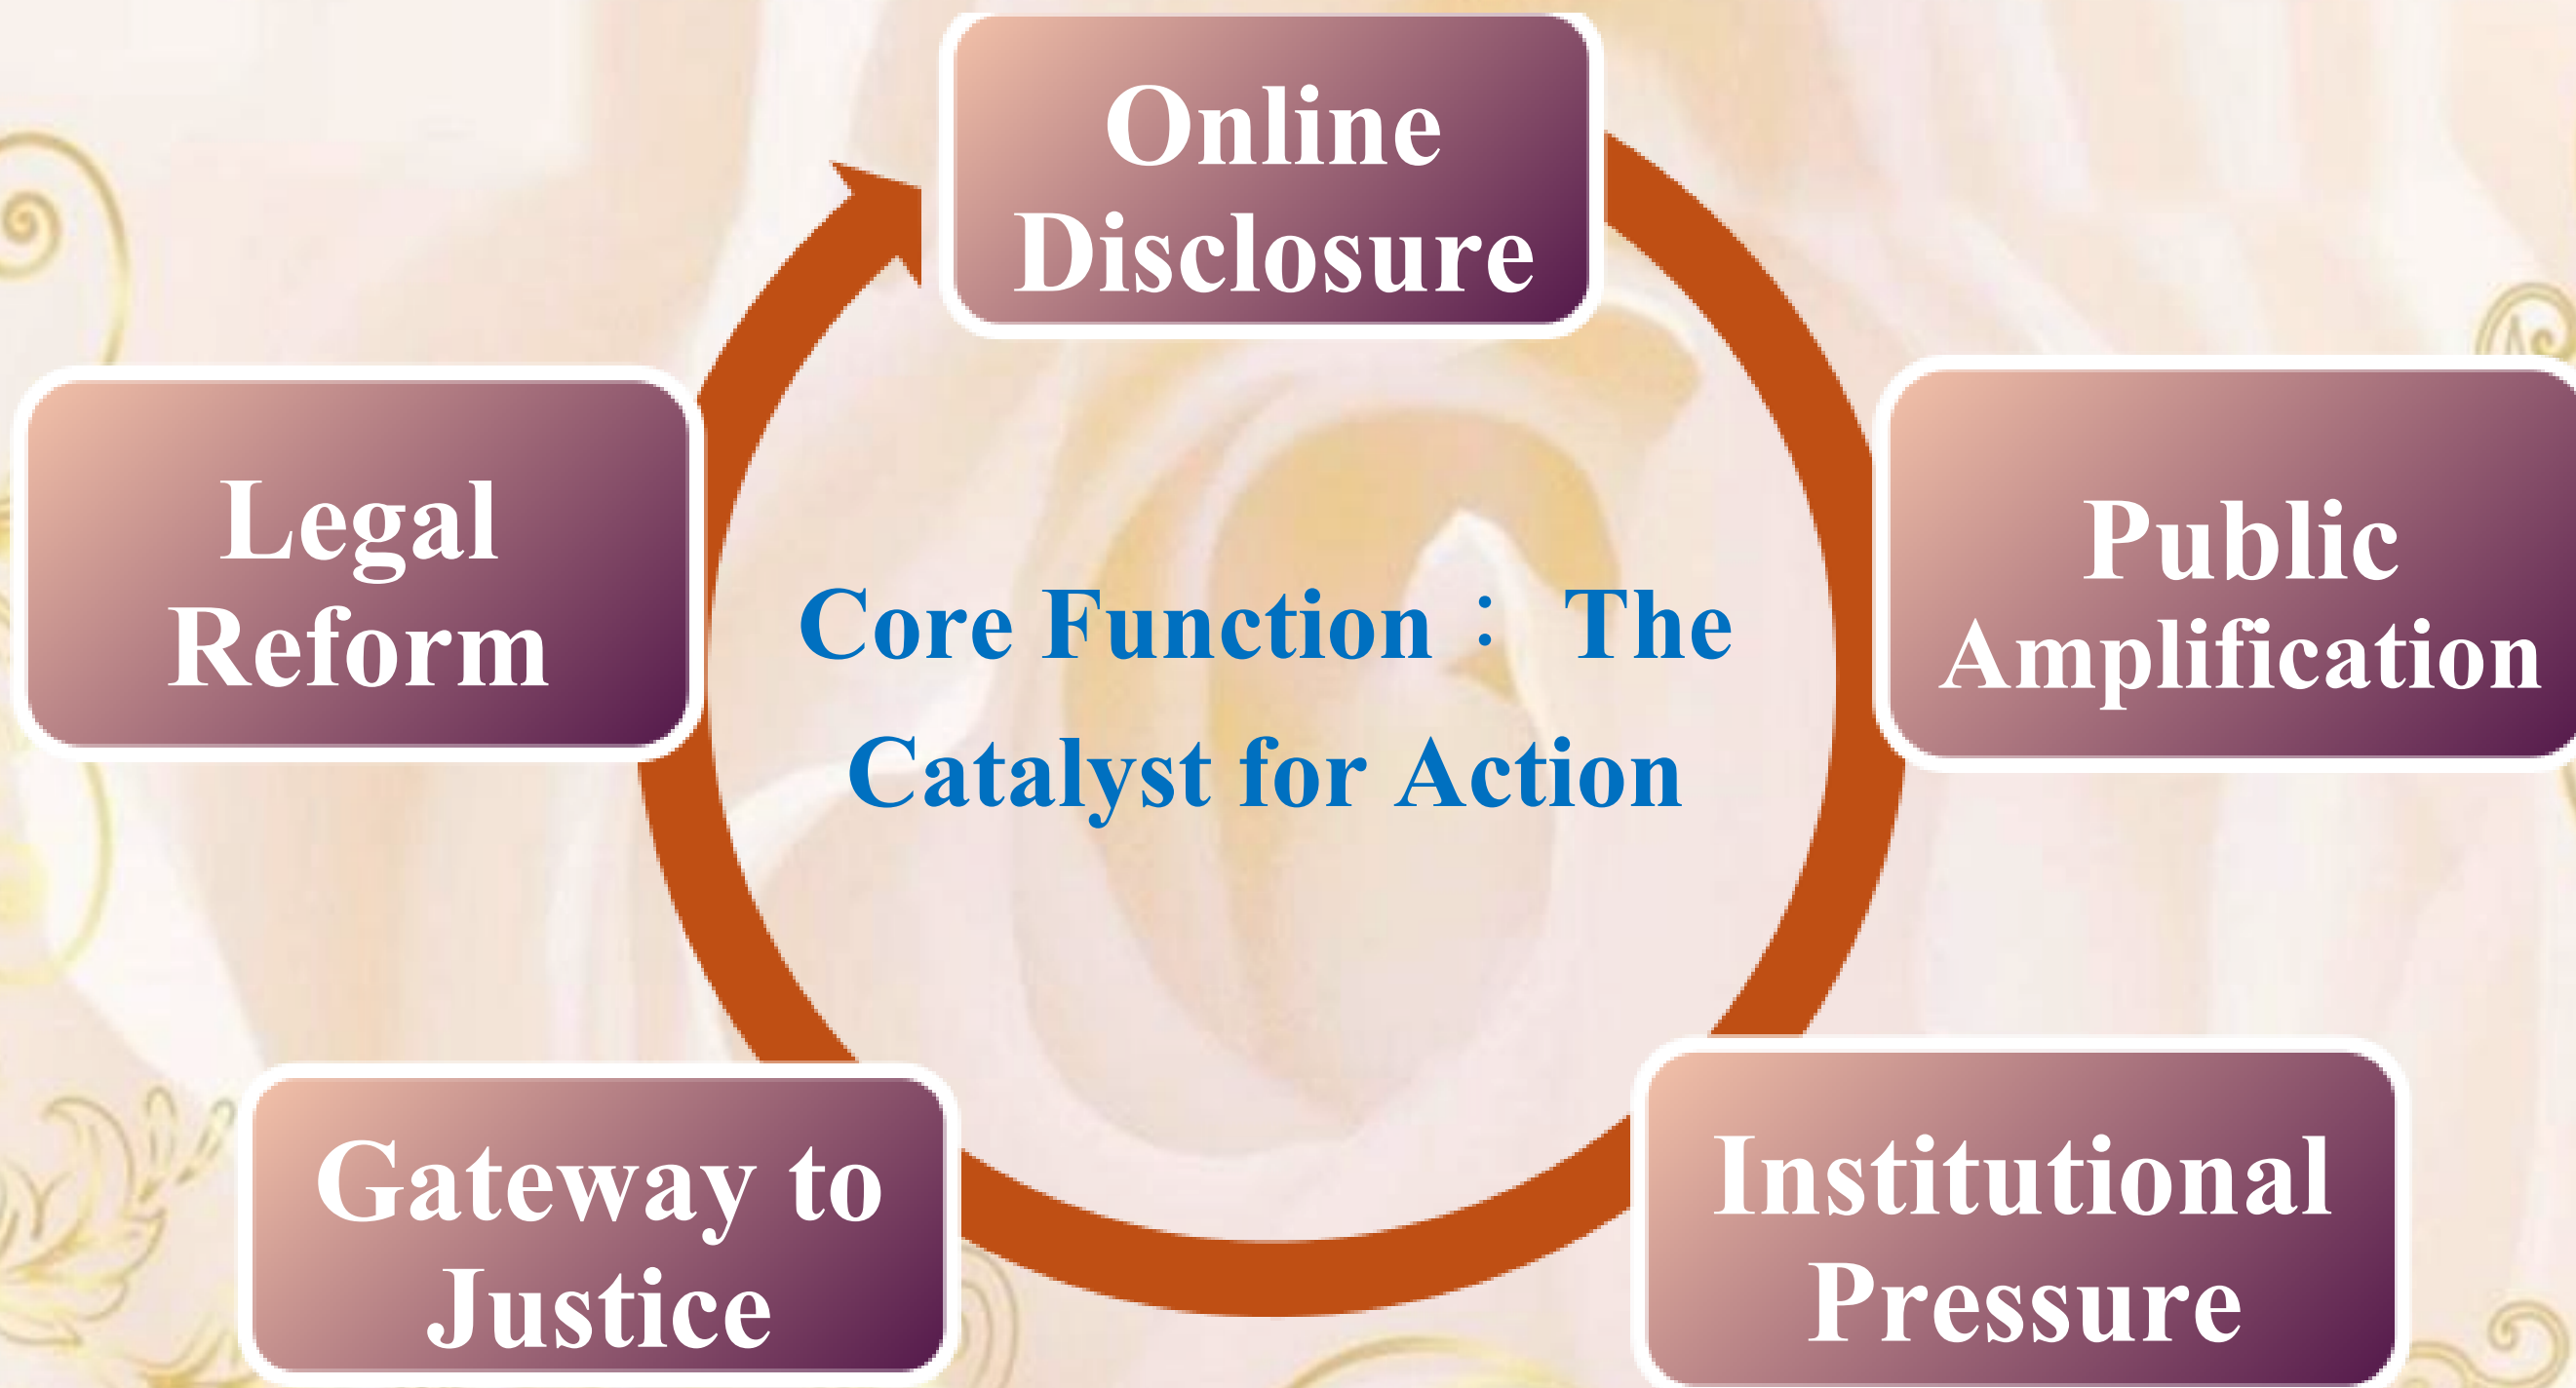 Online
Disclosure
Public
Amplification
Institutional
Pressure
Gateway to
Justice
Legal
Reform
Core Function： The
Catalyst for Action